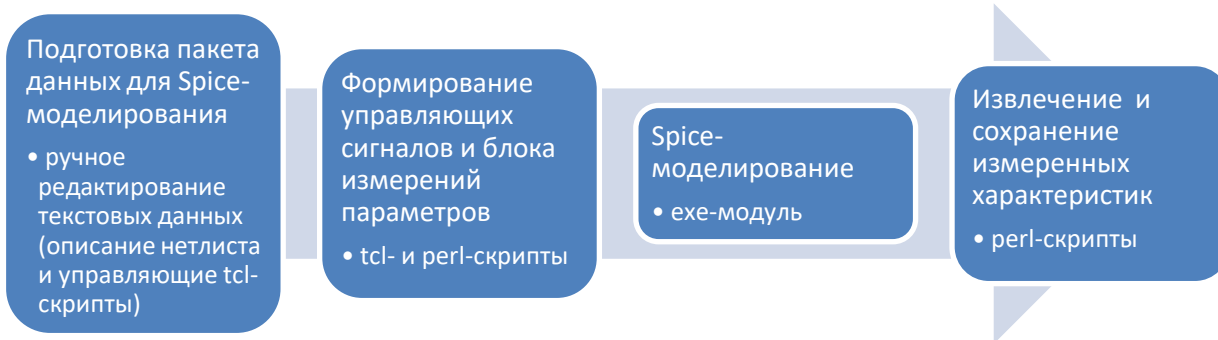 Подготовка пакета
данных для Spice-
моделирования
• ручное
редактирование
текстовых данных
(описание нетлиста
и управляющие tcl-
скрипты)
Формирование
управляющих
сигналов и блока
измерений
параметров
• tcl- и perl-скрипты
Spice-
моделирование
• exe-модуль
Извлечение и
сохранение
измеренных
характеристик
• perl-скрипты